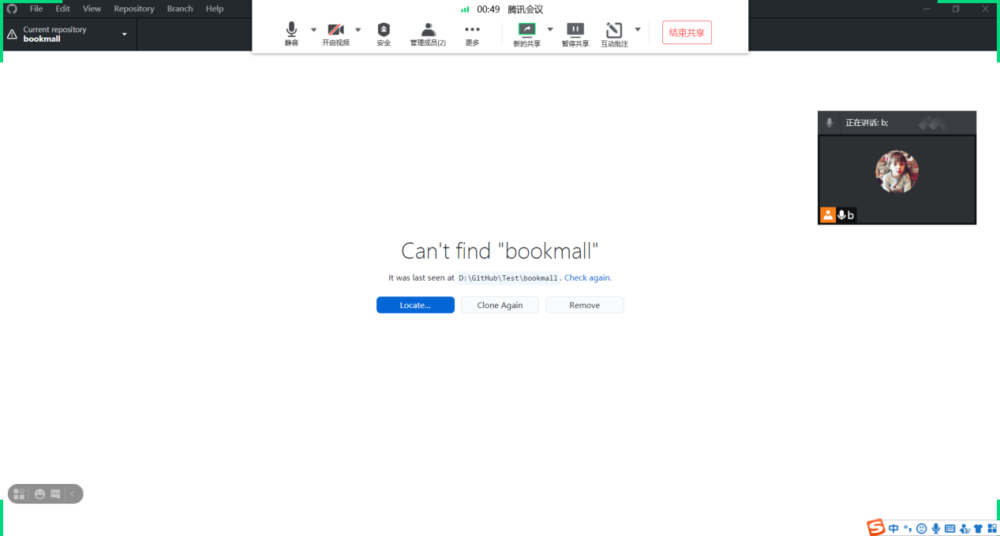 File Edit View Repository Branch Help
00:49 腾讯会议
Current repository
bookmall
静音 开启视频 安全 管理成员(2) 更多 新的共享 暂停共享 互动批注 结束共享
正在讲话: b;
b
Can't find "bookmall"
It was last seen at D:\GitHub\Test\bookmall. Check again.
Locate... Clone Again Remove
S 中